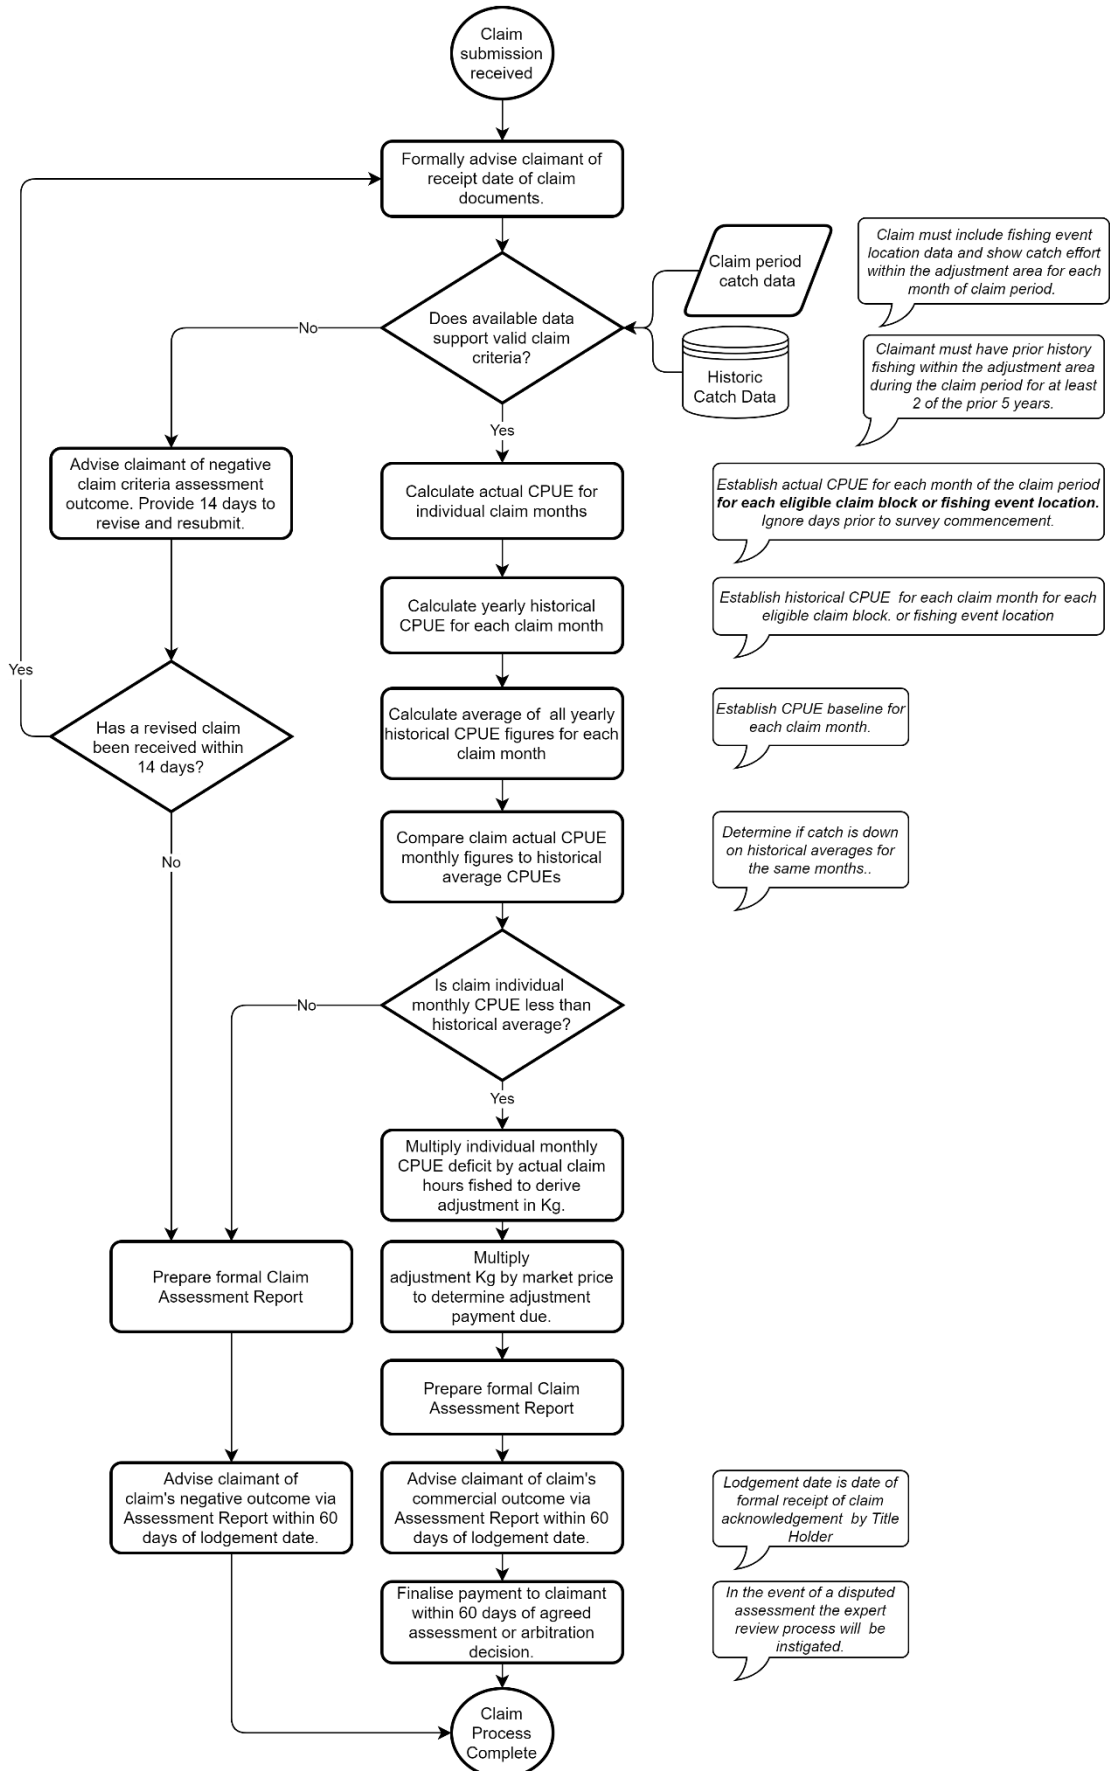 Claim
submission
received
Formally advise claimant of
receipt date of claim
documents.
Claim period
catch data
Claim must include fishing event
location data and show catch effort
within the adjustment area for each
month of claim period.
No
Does available data
support valid claim
criteria?
Historic
Catch Data
Claimant must have prior history
fishing within the adjustment area
during the claim period for at least
2 of the prior 5 years.
Yes
Advise claimant of negative
claim criteria assessment
outcome. Provide 14 days to
revise and resubmit.
Calculate actual CPUE for
individual claim months
Establish actual CPUE for each month of the claim period
for each eligible claim block or fishing event location.
Ignore days prior to survey commencement.
Calculate yearly historical
CPUE for each claim month
Establish historical CPUE for each claim month for each
eligible claim block. or fishing event location
Yes
Has a revised claim
been received within
14 days?
Calculate average of all yearly
historical CPUE figures for each
claim month
Establish CPUE baseline for
each claim month.
No
Compare claim actual CPUE
monthly figures to historical
average CPUEs
Determine if catch is down
on historical averages for
the same months..
No
Is claim individual
monthly CPUE less than
historical average?
Yes
Multiply individual monthly
CPUE deficit by actual claim
hours fished to derive
adjustment in Kg.
Prepare formal Claim
Assessment Report
Multiply
adjustment Kg by market price
to determine adjustment
payment due.
Prepare formal Claim
Assessment Report
Advise claimant of
claim's negative outcome via
Assessment Report within 60
days of lodgement date.
Advise claimant of claim's
commercial outcome via
Assessment Report within 60
days of lodgement date.
Lodgement date is date of
formal receipt of claim
acknowledgement by Title
Holder
Finalise payment to claimant
within 60 days of agreed
assessment or arbitration
decision.
In the event of a disputed
assessment the expert
review process will be
instigated.
Claim
Process
Complete